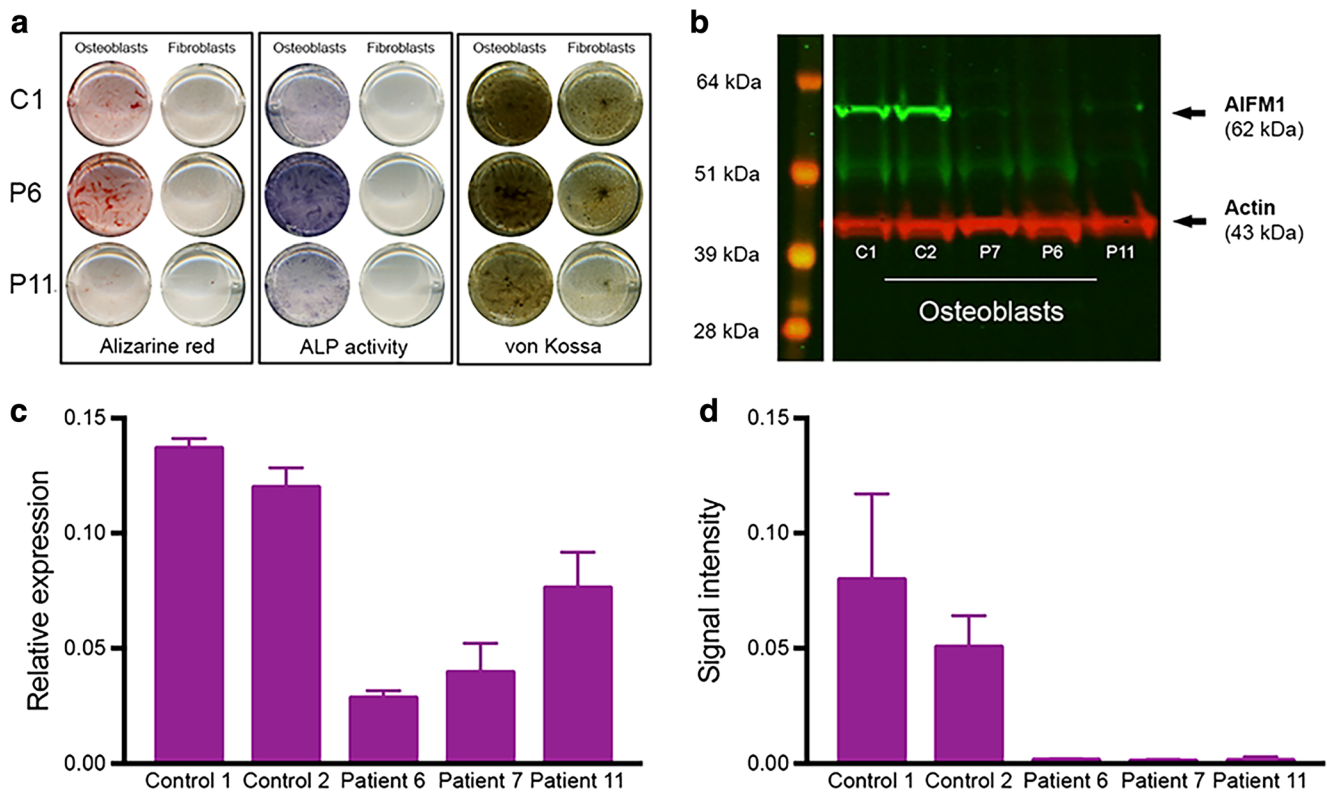 a
Osteoblasts Fibroblasts
Osteoblasts Fibroblasts
Osteoblasts Fibroblasts
C1
P6
P11
Alizarine red
ALP activity
von Kossa
b
64 kDa
51 kDa
39 kDa
28 kDa
AIFM1
(62 kDa)
Actin
(43 kDa)
C1 C2 P7 P6 P11
Osteoblasts
c
Relative expression
0.15
0.10
0.05
0.00
Control 1 Control 2 Patient 6 Patient 7 Patient 11
d
Signal intensity
0.15
0.10
0.05
0.00
Control 1 Control 2 Patient 6 Patient 7 Patient 11